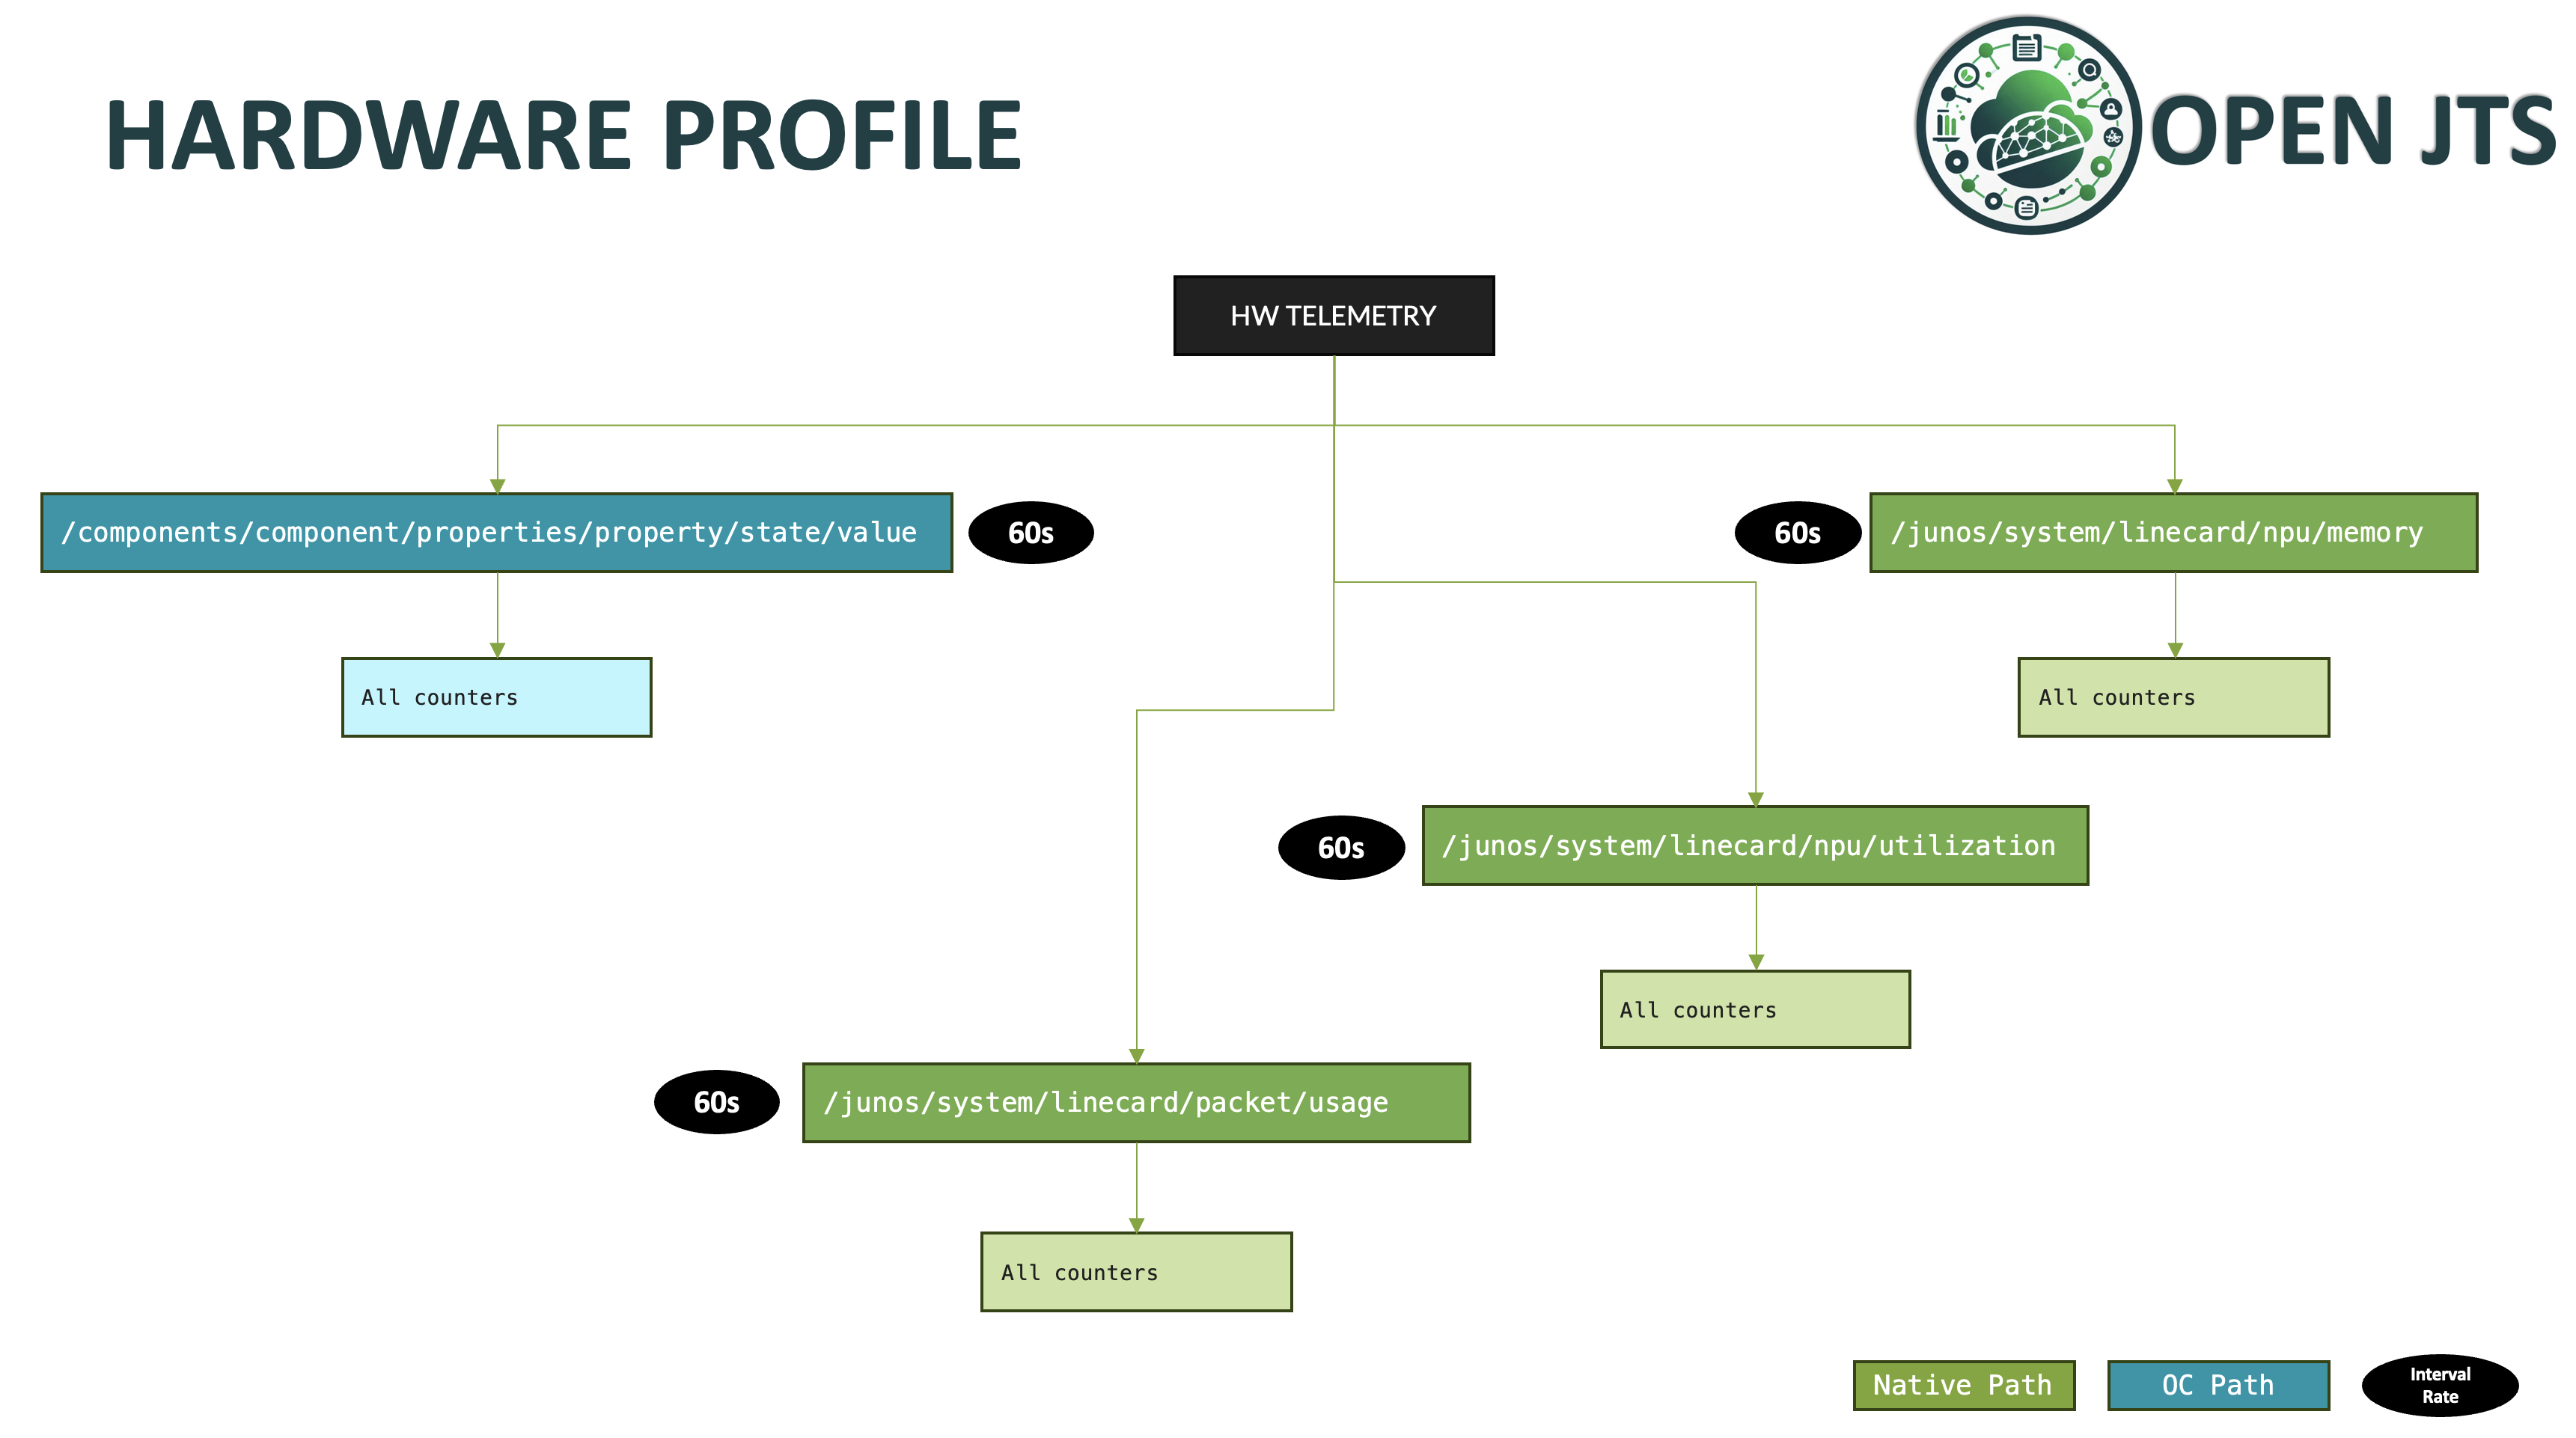 HARDWARE PROFILE
OPEN JTS
HW TELEMETRY
/components/component/properties/property/state/value
60s
60s
/junos/system/linecard/npu/memory
All counters
All counters
60s
/junos/system/linecard/npu/utilization
All counters
60s
/junos/system/linecard/packet/usage
All counters
Native Path
OC Path
Interval
Rate